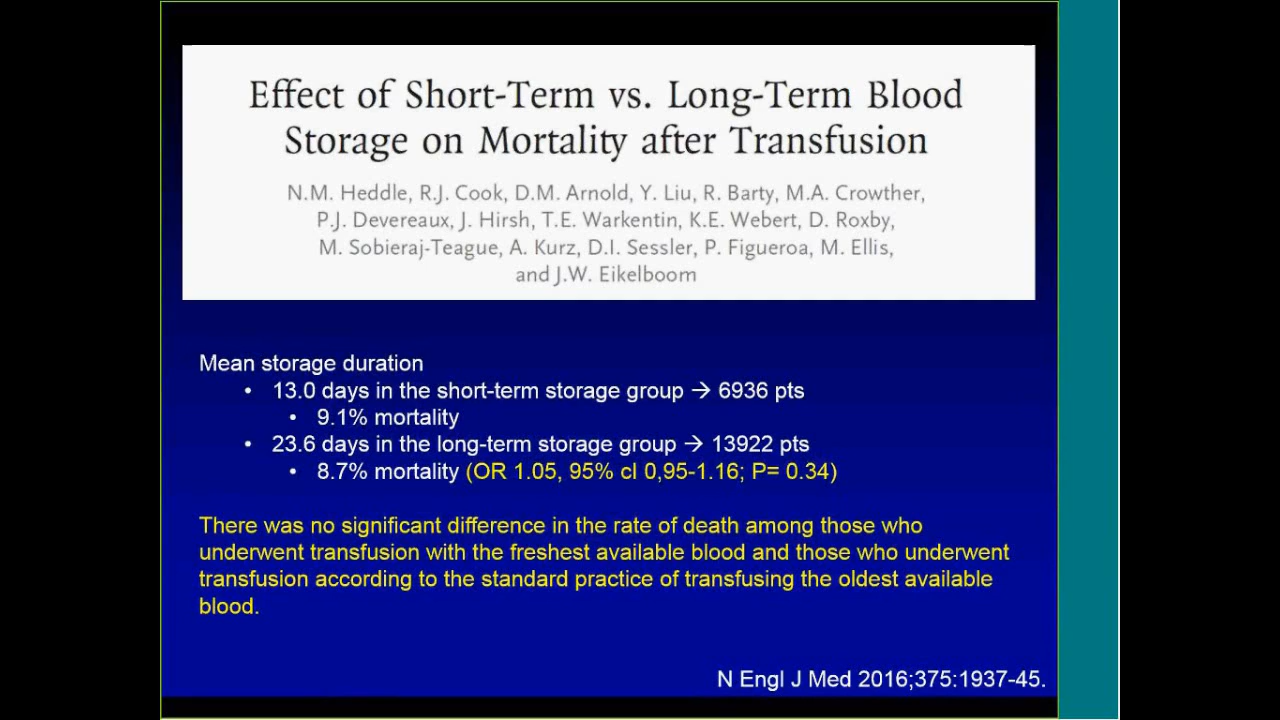 Effect of Short-Term vs. Long-Term Blood
Storage on Mortality after Transfusion
N.M. Heddle, R.J. Cook, D.M. Arnold, Y. Liu, R. Barty, M.A. Crowther,
P.J. Devereaux, J. Hirsh, T.E. Warkentin, K.E. Webert, D. Roxby,
M. Sobieraj-Teague, A. Kurz, D.I. Sessler, P. Figueroa, M. Ellis,
and J.W. Eikelboom
Mean storage duration
• 13.0 days in the short-term storage group → 6936 pts
• 9.1% mortality
• 23.6 days in the long-term storage group → 13922 pts
• 8.7% mortality (OR 1.05, 95% cI 0,95-1.16; P= 0.34)
There was no significant difference in the rate of death among those who
underwent transfusion with the freshest available blood and those who underwent
transfusion according to the standard practice of transfusing the oldest available
blood.
N Engl J Med 2016;375:1937-45.